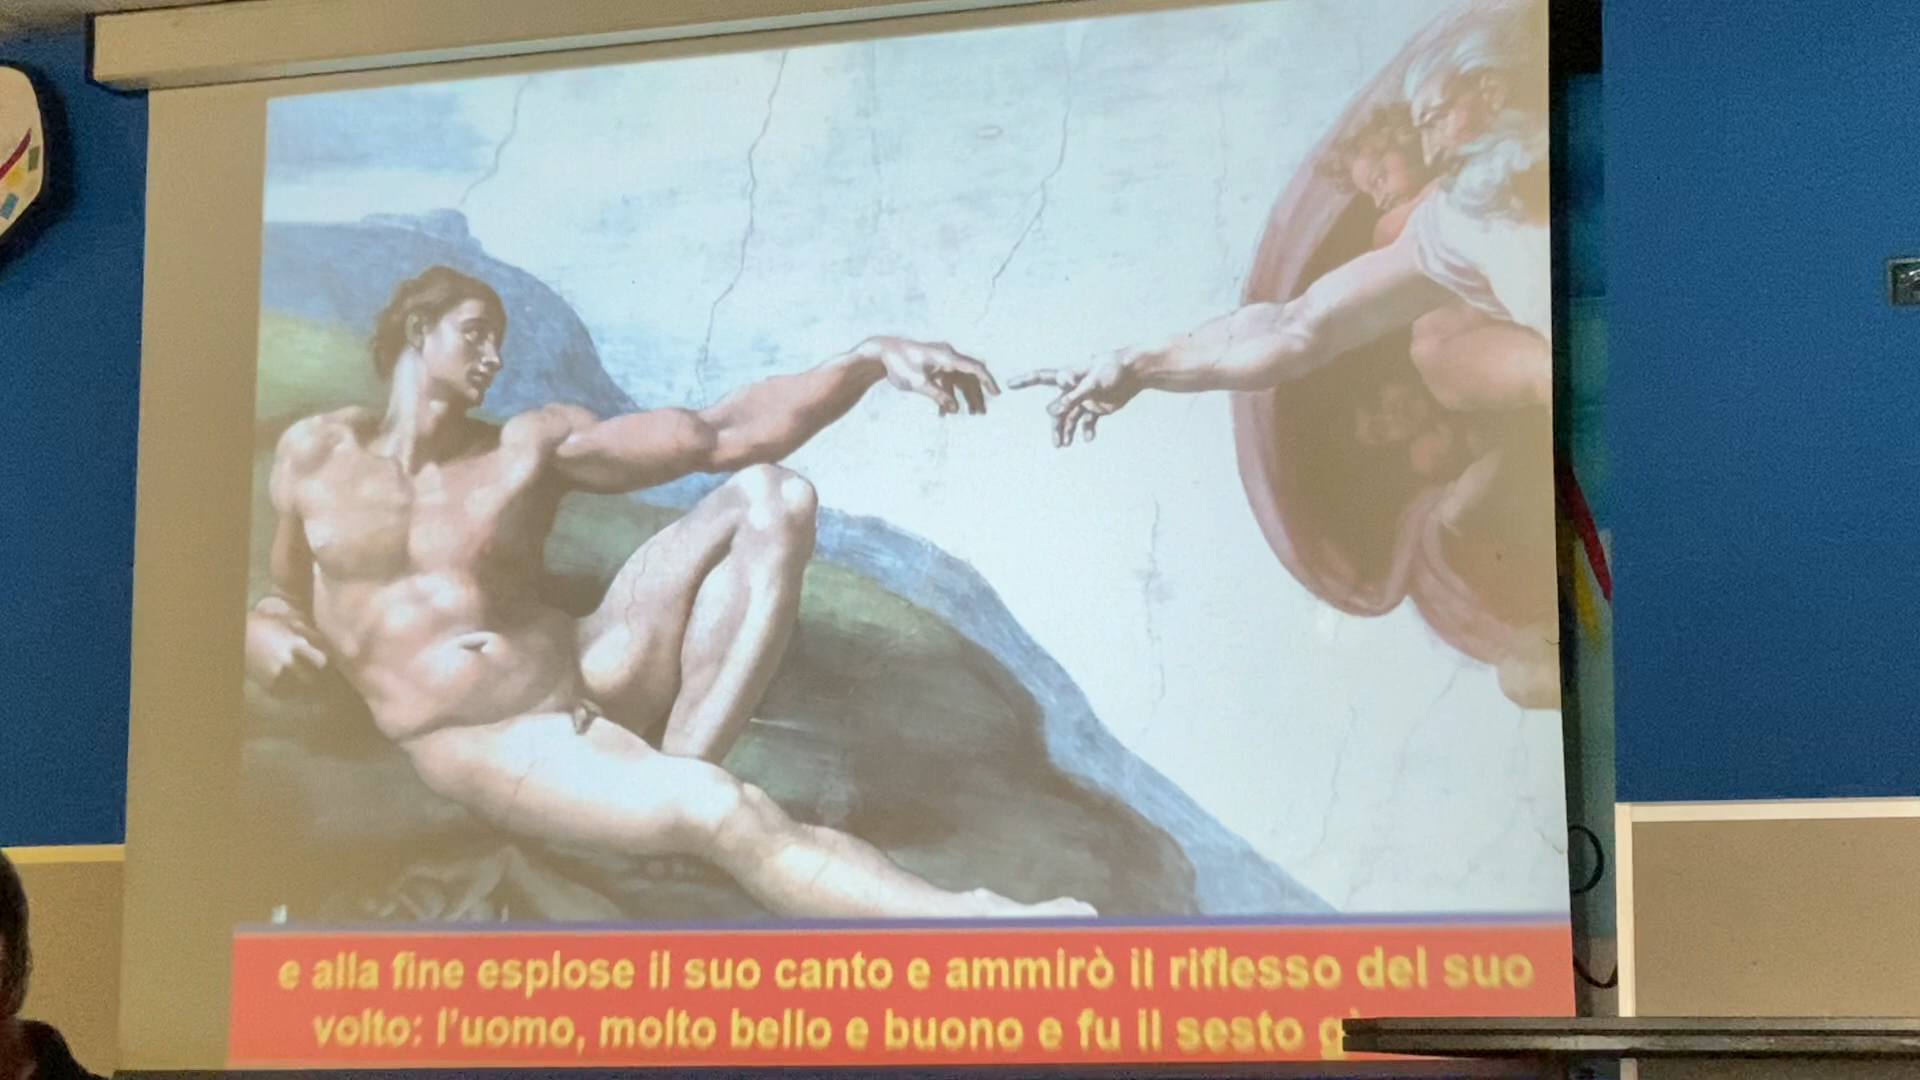 e alla fine esplose il suo canto e ammirò il riflesso del suo
volto: l'uomo, molto bello e buono e fu il sesto